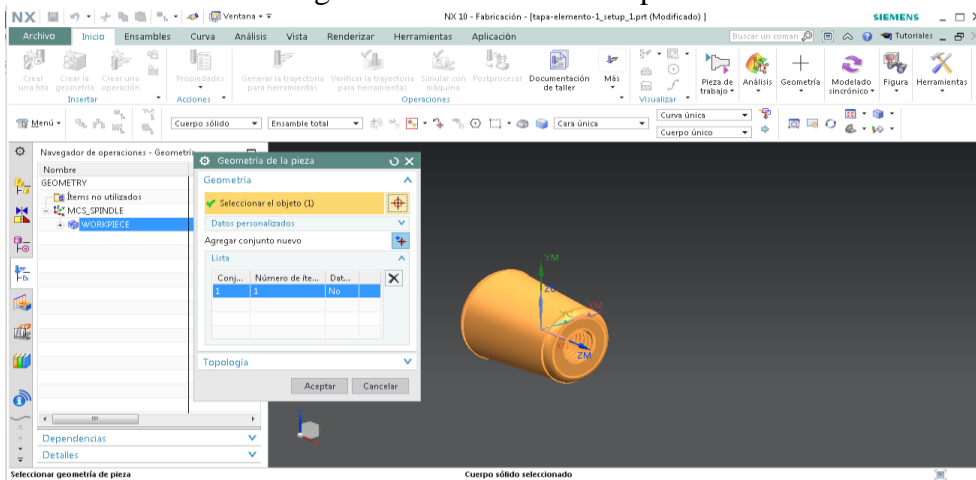 NX
Ventana
NX 10 - Fabricación - [tapa-elemento-1_setup_1.prt (Modificado) ]
SIEMENS
Archivo Inicio Ensambles Curva Análisis Vista Renderizar Herramientas Aplicación
Buscar un coman
Tutoriales
Crear una hta
Crear la geometría
Crear una operación
Propiedades
Generar la trayectoria para herramientas
Verificar la trayectoria para herramientas
Simular con máquina
Postprocesar
Documentación de taller
Más
Pieza de trabajo
Análisis
Geometría
Modelado sincrónico
Figura
Herramientas
Insertar Acciones Operaciones Visualizar
Menú
Cuerpo sólido
Ensamble total
Cara única
Curva única
Cuerpo único
Navegador de operaciones - Geometría
Nombre
GEOMETRY
Ítems no utilizados
MCS_SPINDLE
WORKPIECE
Dependencias
Detalles
Geometría de la pieza
Geometría
Seleccionar el objeto (1)
Datos personalizados
Agregar conjunto nuevo
Lista
Conj... Número de íte... Dat...
1 1 No
Topología
Aceptar Cancelar
YM
XM
YC
ZM
Z
Seleccionar geometría de pieza
Cuerpo sólido seleccionado